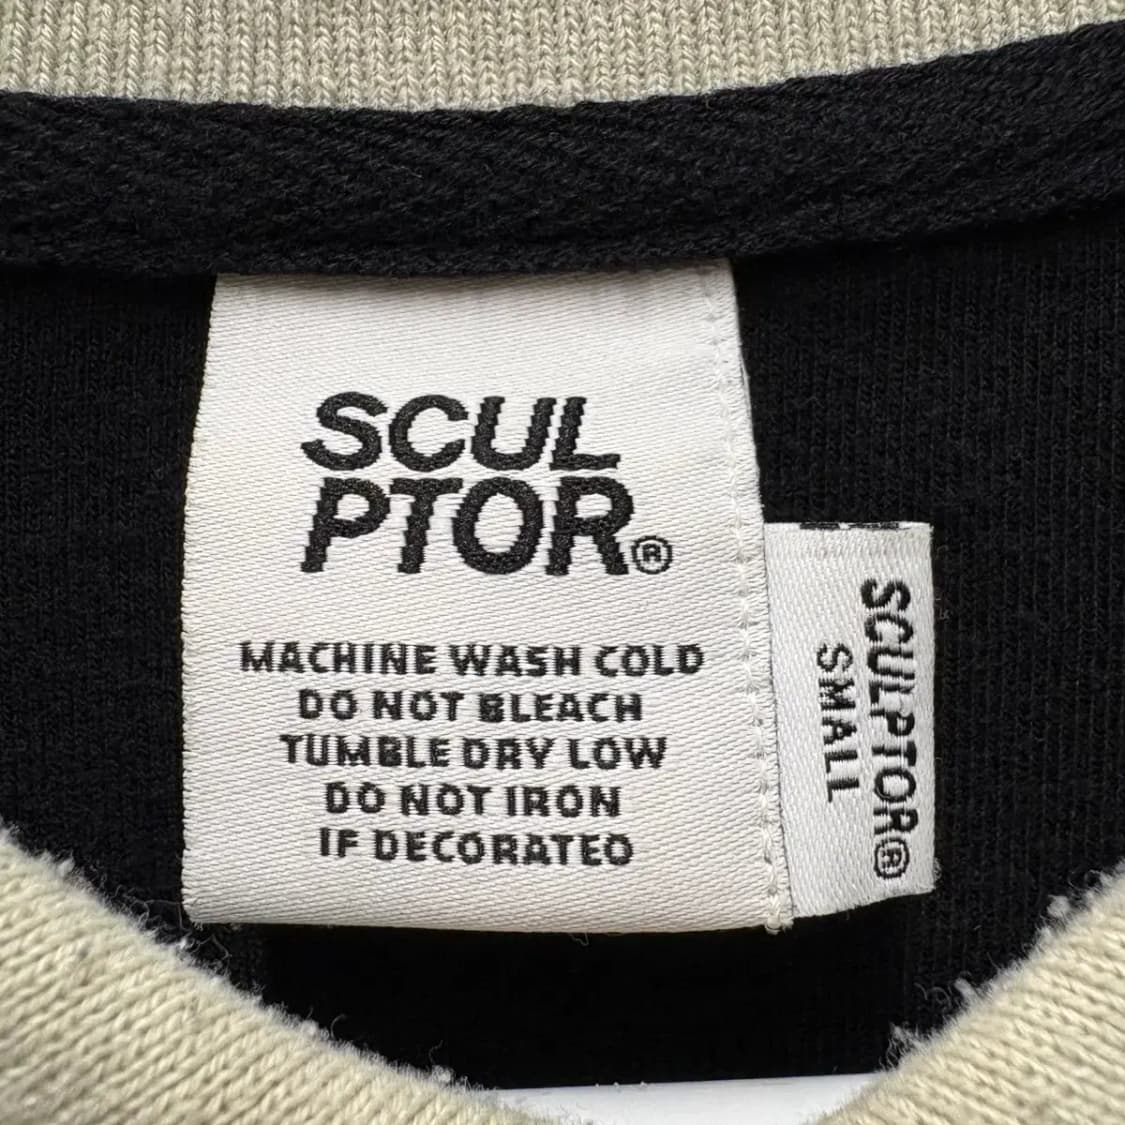 SCUL
PTOR®
MACHINE WASH COLD
DO NOT BLEACH
TUMBLE DRY LOW
DO NOT IRON
IF DECORATED
SCULPTOR®
SMALL